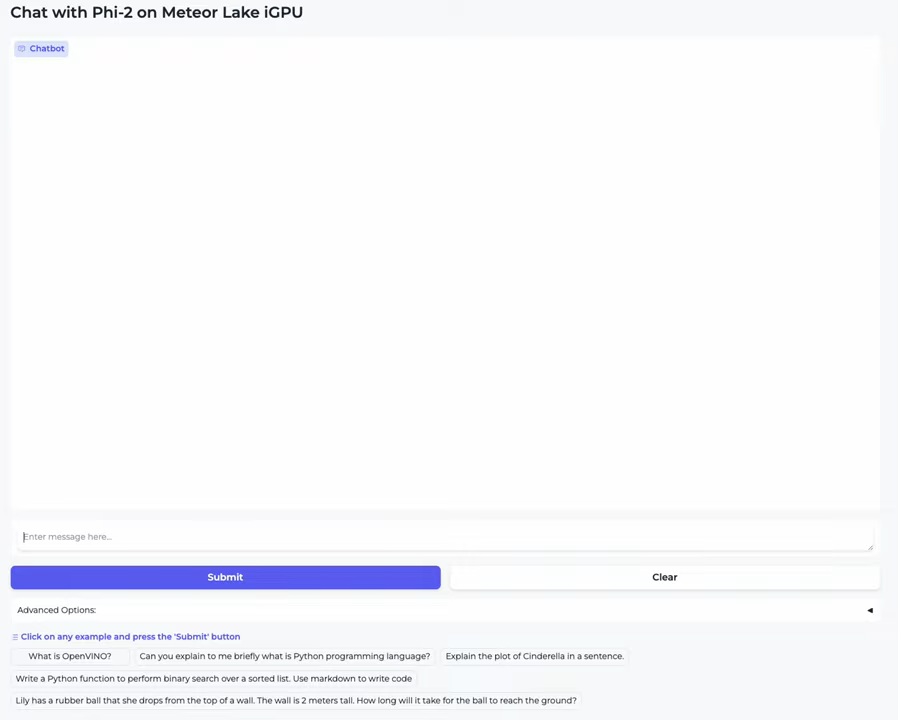 Chat with Phi-2 on Meteor Lake iGPU
Chatbot
Enter message here...
Submit Clear
Advanced Options:
Click on any example and press the 'Submit' button
What is OpenVINO? Can you explain to me briefly what is Python programming language? Explain the plot of Cinderella in a sentence.
Write a Python function to perform binary search over a sorted list. Use markdown to write code
Lily has a rubber ball that she drops from the top of a wall. The wall is 2 meters tall. How long will it take for the ball to reach the ground?